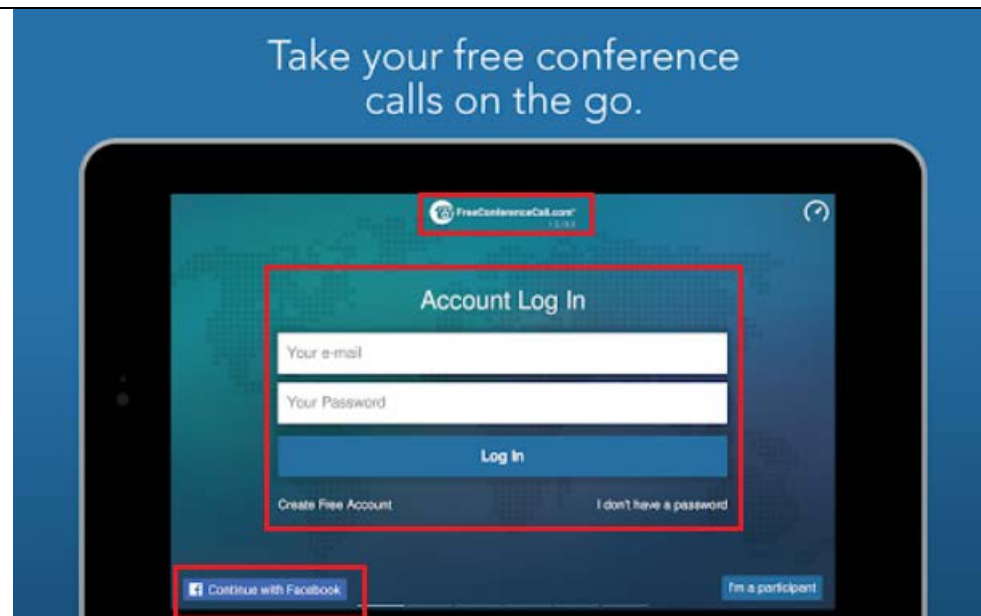 Take your free conference
calls on the go.
FreeConferenceCall.com®
Account Log In
Your e-mail
Your Password
Log In
Create Free Account
I don't have a password
Continue with Facebook
I'm a participant